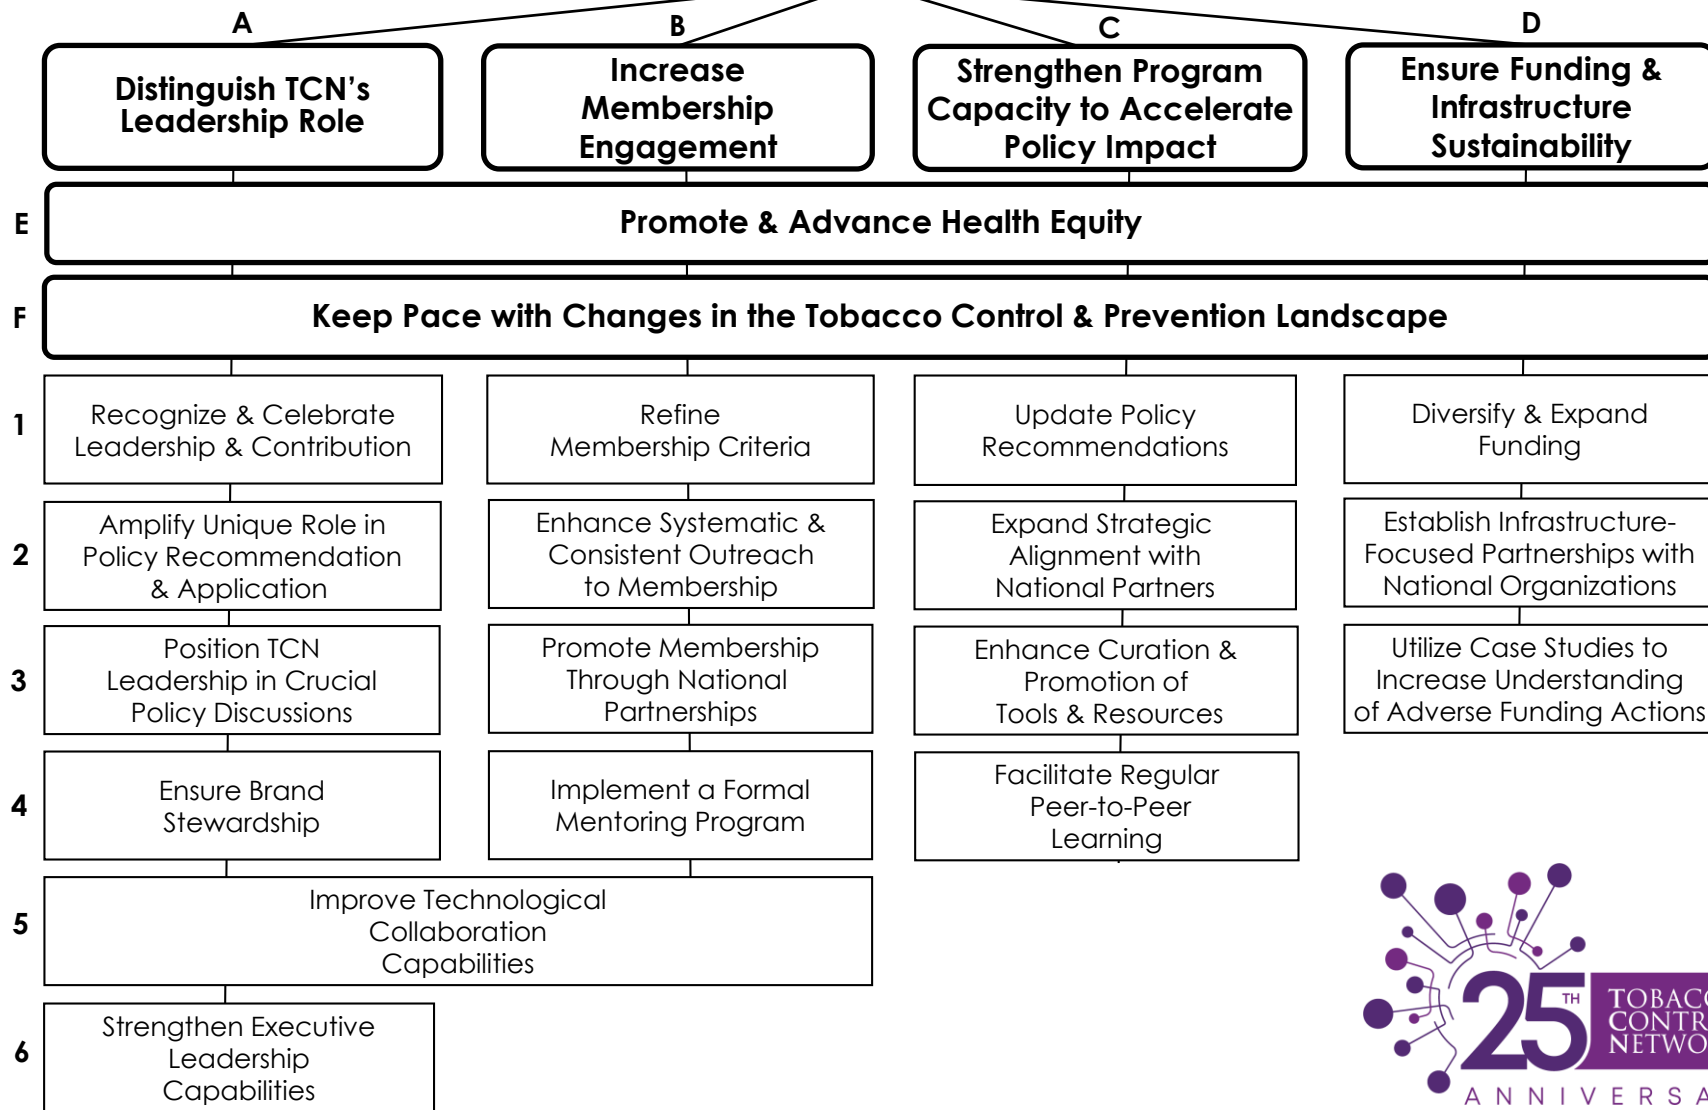 A
B
C
D
Distinguish TCN's
Leadership Role
Increase
Membership
Engagement
Strengthen Program
Capacity to Accelerate
Policy Impact
Ensure Funding &
Infrastructure
Sustainability
E
Promote & Advance Health Equity
F
Keep Pace with Changes in the Tobacco Control & Prevention Landscape
1
Recognize & Celebrate
Leadership & Contribution
Refine
Membership Criteria
Update Policy
Recommendations
Diversify & Expand
Funding
2
Amplify Unique Role in
Policy Recommendation
& Application
Enhance Systematic &
Consistent Outreach
to Membership
Expand Strategic
Alignment with
National Partners
Establish Infrastructure-
Focused Partnerships with
National Organizations
3
Position TCN
Leadership in Crucial
Policy Discussions
Promote Membership
Through National
Partnerships
Enhance Curation &
Promotion of
Tools & Resources
Utilize Case Studies to
Increase Understanding
of Adverse Funding Actions
4
Ensure Brand
Stewardship
Implement a Formal
Mentoring Program
Facilitate Regular
Peer-to-Peer
Learning
5
Improve Technological
Collaboration
Capabilities
6
Strengthen Executive
Leadership
Capabilities
25TH
TOBACC
CONTR
NETWO
ANNIVERSA